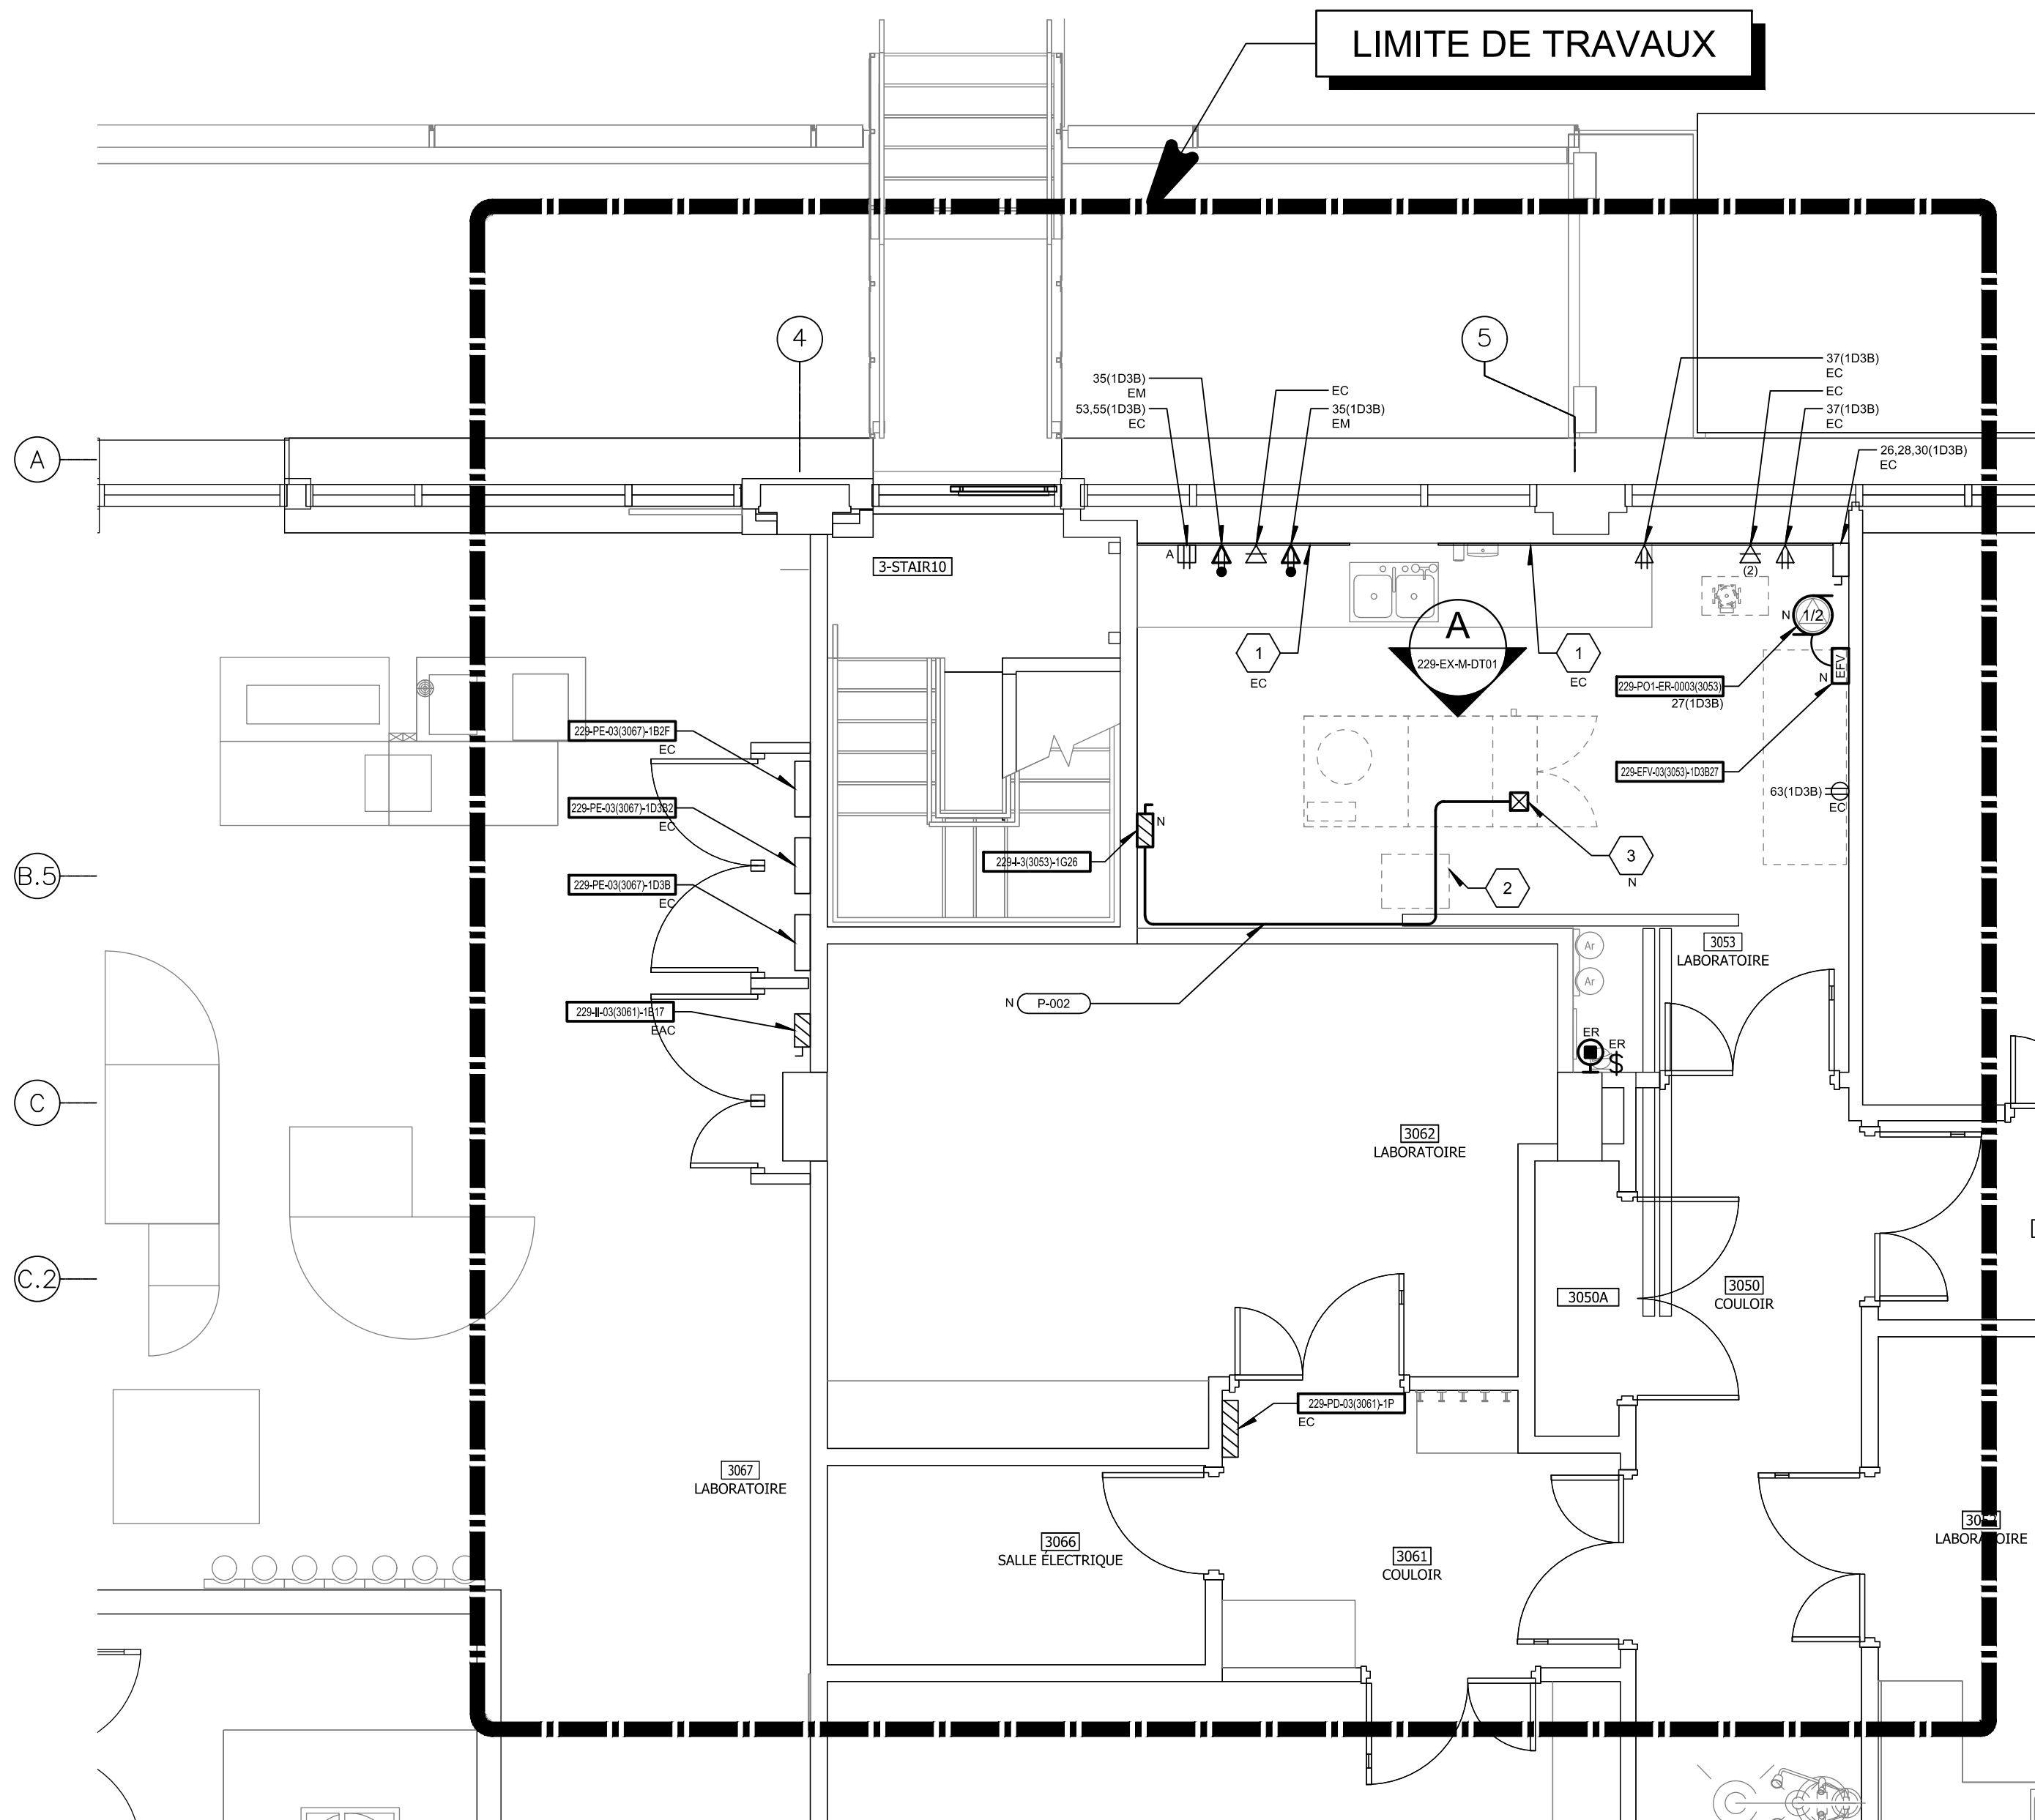 LIMITE DE TRAVAUX
4
5
35(1D3B)
EM
53,55(1D3B)
EC
EC
35(1D3B)
EM
37(1D3B)
EC
EC
37(1D3B)
EC
26,28,30(1D3B)
EC
A
A
(2)
3-STAIR10
1
EC
A
229-EX-M-DT01
1
EC
N
1/2
229-PO1-ER-0003(3053)
27(1D3B)
N
EFV
229-EFV-03(3053)-1D3B27
63(1D3B)
EC
229-PE-03(3067)-1B2F
EC
229-PE-03(3067)-1D3B2
EC
229-PE-03(3067)-1D3B
EC
N
229-I-3(3053)-1G26
3
N
2
B.5
3053
LABORATOIRE
Ar
Ar
N
P-002
229-II-03(3061)-1B17
EAC
ER
ER
$
C
3062
LABORATOIRE
C.2
3050A
3050
COULOIR
229-PD-03(3061)-1P
EC
3067
LABORATOIRE
3066
SALLE ÉLECTRIQUE
3061
COULOIR
LABORATOIRE